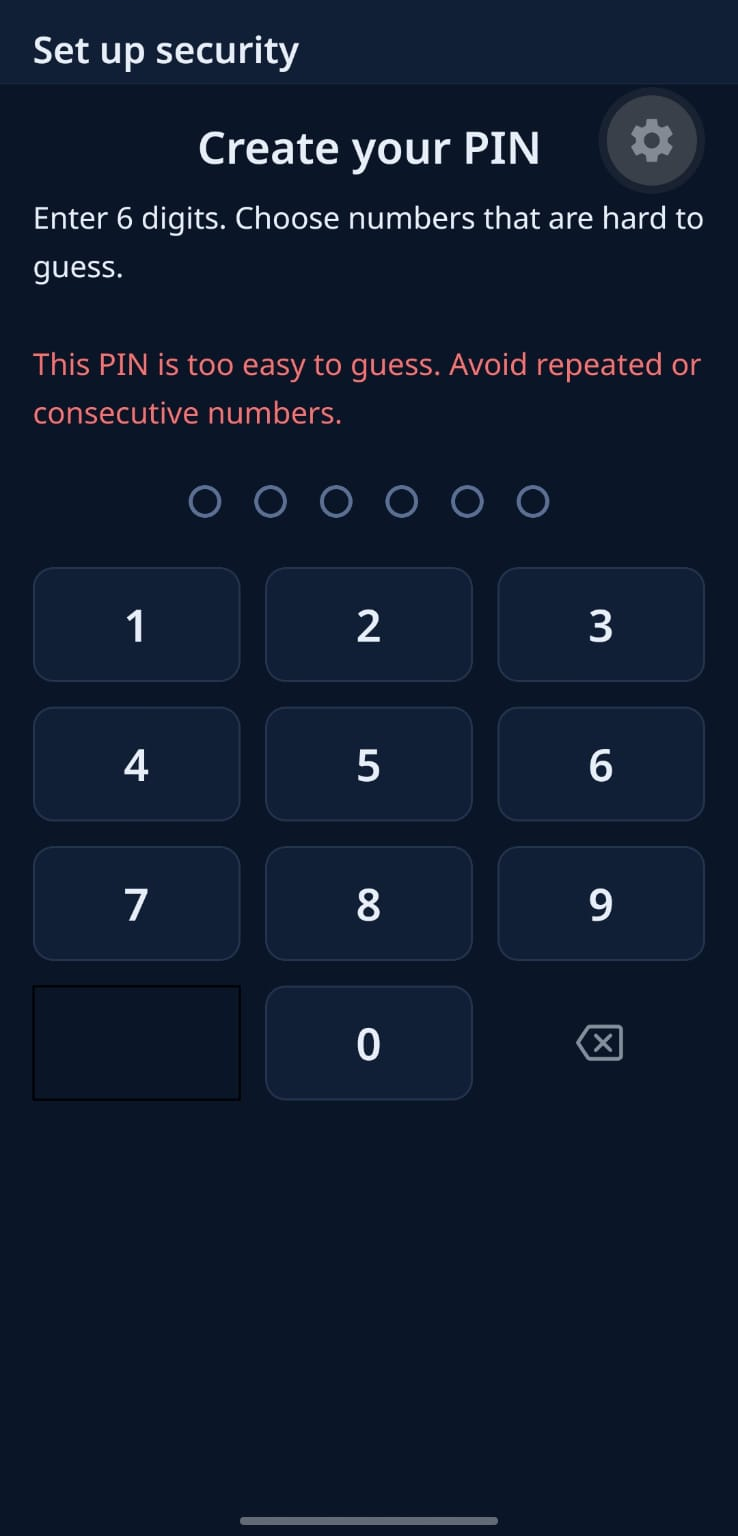 Set up security
Create your PIN
Enter 6 digits. Choose numbers that are hard to
guess.
This PIN is too easy to guess. Avoid repeated or
consecutive numbers.
1 2 3
4 5 6
7 8 9
0